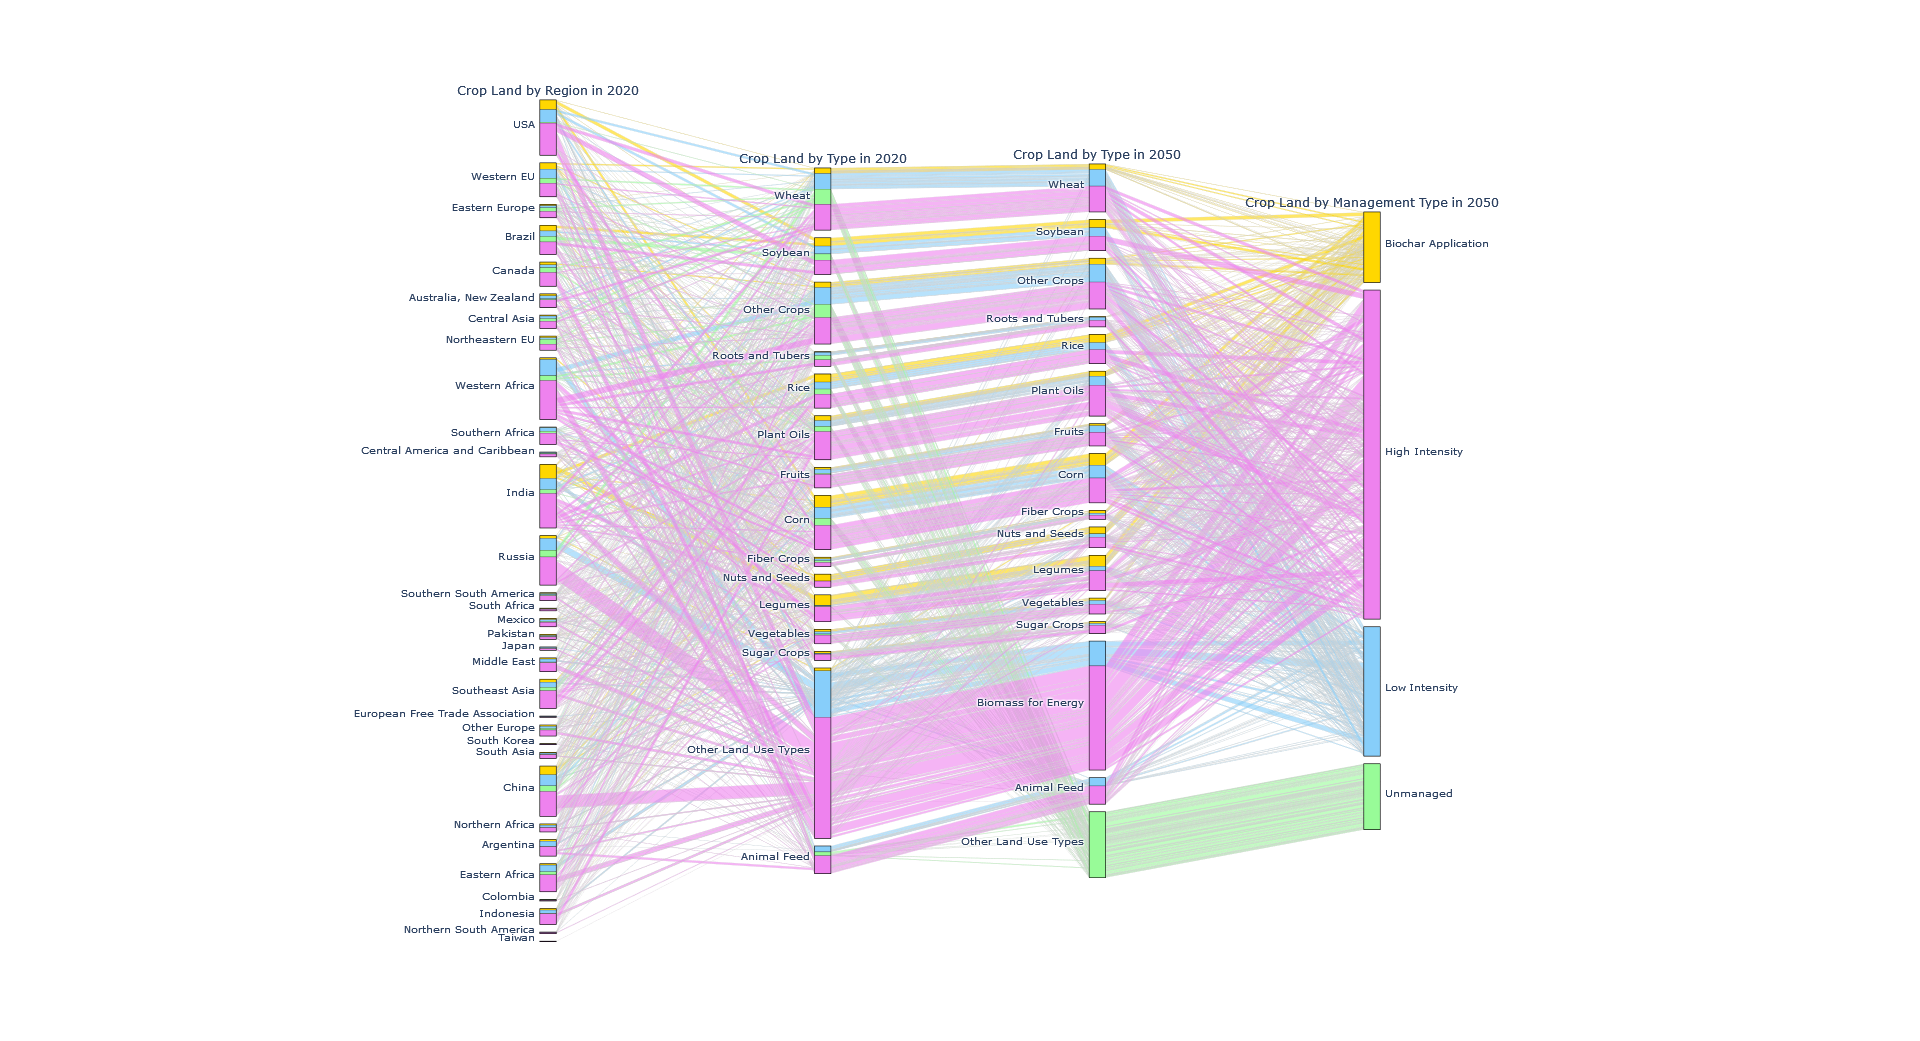 Crop Land by Region in 2020
USA
Western EU
Eastern Europe
Brazil
Canada
Australia, New Zealand
Central Asia
Northeastern EU
Western Africa
Southern Africa
Central America and Caribbean
India
Russia
Southern South America
South Africa
Mexico
Pakistan
Japan
Middle East
Southeast Asia
European Free Trade Association
Other Europe
South Korea
South Asia
China
Northern Africa
Argentina
Eastern Africa
Colombia
Indonesia
Northern South America
Taiwan
Crop Land by Type in 2020
Wheat
Soybean
Other Crops
Roots and Tubers
Rice
Plant Oils
Fruits
Corn
Fiber Crops
Nuts and Seeds
Legumes
Vegetables
Sugar Crops
Other Land Use Types
Animal Feed
Crop Land by Type in 2050
Wheat
Soybean
Other Crops
Roots and Tubers
Rice
Plant Oils
Fruits
Corn
Fiber Crops
Nuts and Seeds
Legumes
Vegetables
Sugar Crops
Biomass for Energy
Animal Feed
Other Land Use Types
Crop Land by Management Type in 2050
Biochar Application
High Intensity
Low Intensity
Unmanaged